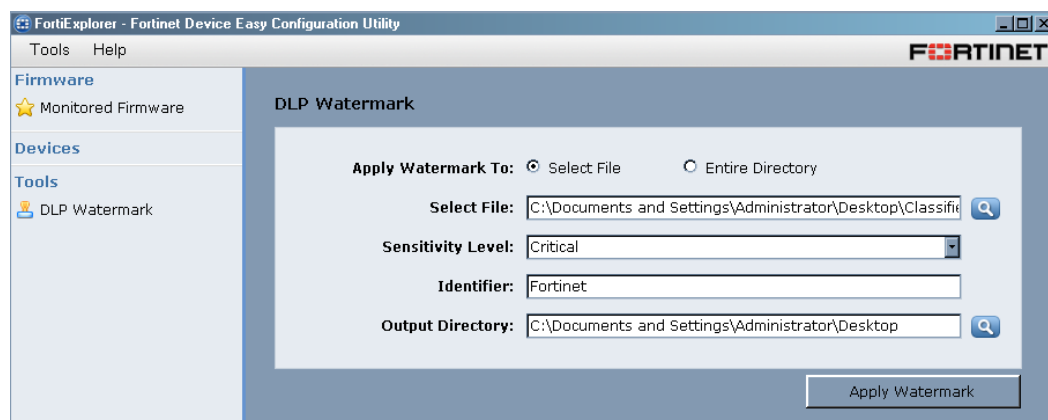 FortiExplorer - Fortinet Device Easy Configuration Utility
Tools Help
FORTINET
Firmware
Monitored Firmware
Devices
Tools
DLP Watermark
DLP Watermark
Apply Watermark To: Select File Entire Directory
Select File: C:\Documents and Settings\Administrator\Desktop\Classifie
Sensitivity Level: Critical
Identifier: Fortinet
Output Directory: C:\Documents and Settings\Administrator\Desktop
Apply Watermark